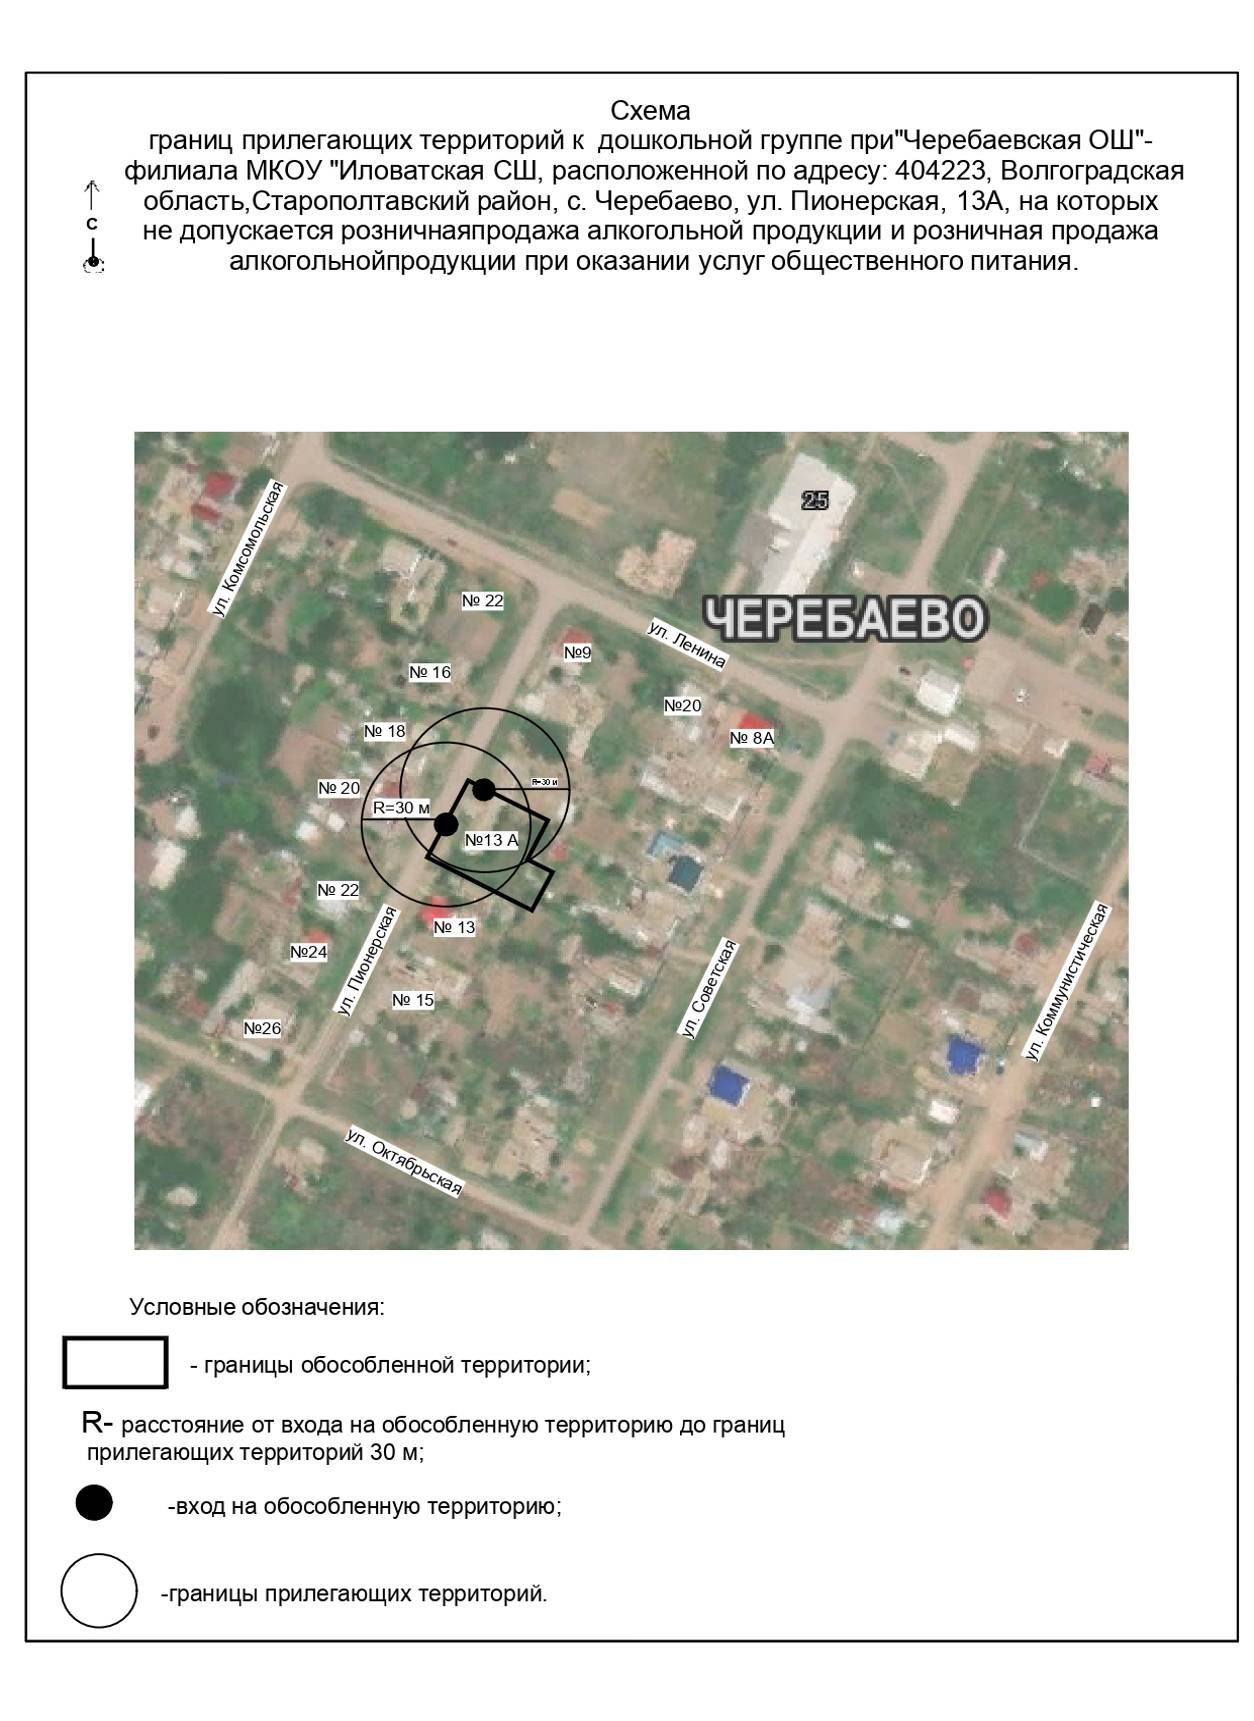 Схема
границ прилегающих территорий к дошкольной группе при"Черебаевская ОШ"-
филиала МКОУ "Иловатская СШ, расположенной по адресу: 404223, Волгоградская
область,Старополтавский район, с. Черебаево, ул. Пионерская, 13А, на которых
не допускается розничнаяпродажа алкогольной продукции и розничная продажа
алкогольнойпродукции при оказании услуг общественного питания.
С
ул. Комсомольская
25
№ 22
ЧЕРЕБАЕВО
ул. Ленина
№9
№ 16
№20
№ 18
№ 8А
№ 20
R=30 м
R=30 м
№13 А
№ 22
№ 13
№24
ул. Пионерская
№ 15
№26
ул. Советская
ул. Коммунистическая
ул. Октябрьская
Условные обозначения:
- границы обособленной территории;
R- расстояние от входа на обособленную территорию до границ
прилегающих территорий 30 м;
-вход на обособленную территорию;
-границы прилегающих территорий.